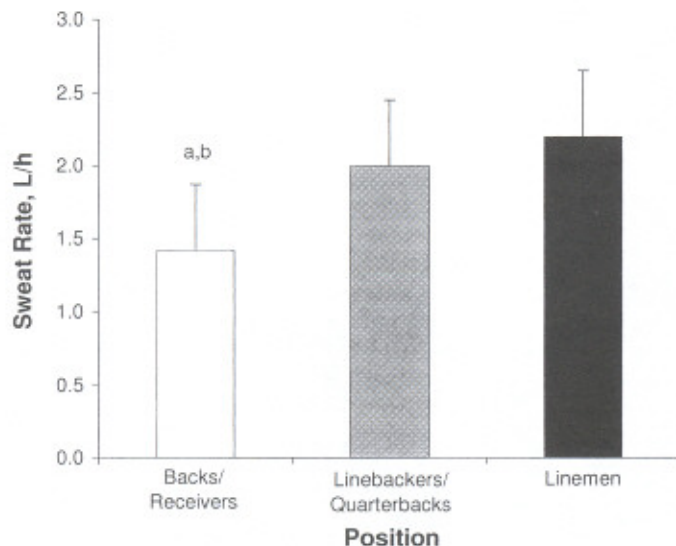 3.0
2.5
2.0
1.5
1.0
0.5
0.0
Sweat Rate, L/h
a,b
Backs/
Receivers
Linebackers/
Quarterbacks
Linemen
Position